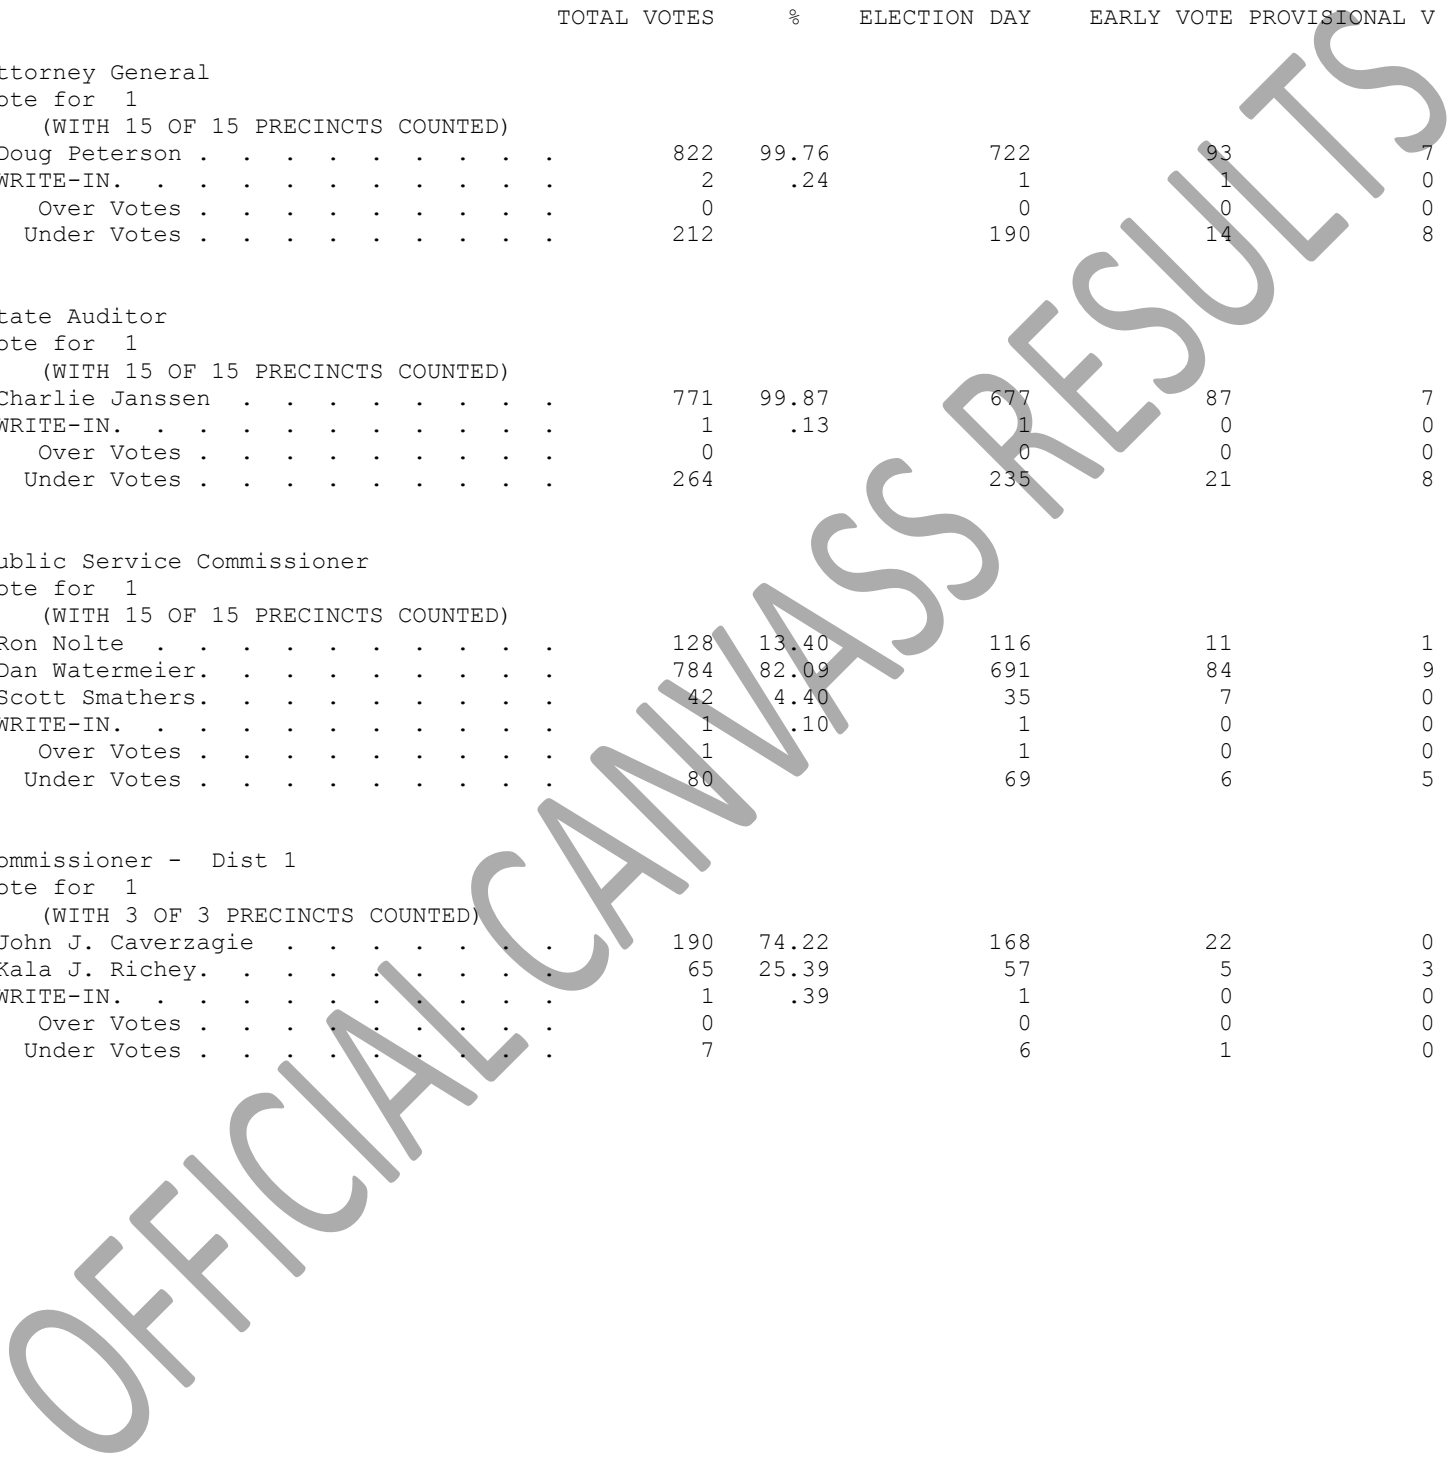 TOTAL VOTES % ELECTION DAY EARLY VOTE PROVISIONAL V
ttorney General
ote for 1
(WITH 15 OF 15 PRECINCTS COUNTED)
Doug Peterson . . . . . . . . . 822 99.76 722 93 7
WRITE-IN. . . . . . . . . . . 2 .24 1 1 0
Over Votes . . . . . . . . . 0 0 0 0
Under Votes . . . . . . . . . 212 190 14 8
tate Auditor
ote for 1
(WITH 15 OF 15 PRECINCTS COUNTED)
Charlie Janssen . . . . . . . . 771 99.87 677 87 7
WRITE-IN. . . . . . . . . . . 1 .13 1 0 0
Over Votes . . . . . . . . . 0 0 0 0
Under Votes . . . . . . . . . 264 235 21 8
ublic Service Commissioner
ote for 1
(WITH 15 OF 15 PRECINCTS COUNTED)
Ron Nolte . . . . . . . . . . 128 13.40 116 11 1
Dan Watermeier. . . . . . . . . 784 82.09 691 84 9
Scott Smathers. . . . . . . . . 42 4.40 35 7 0
WRITE-IN. . . . . . . . . . . 1 .10 1 0 0
Over Votes . . . . . . . . . 1 1 0 0
Under Votes . . . . . . . . . 80 69 6 5
ommissioner - Dist 1
ote for 1
(WITH 3 OF 3 PRECINCTS COUNTED)
John J. Caverzagie . . . . . . . 190 74.22 168 22 0
Kala J. Richey. . . . . . . . . 65 25.39 57 5 3
WRITE-IN. . . . . . . . . . . 1 .39 1 0 0
Over Votes . . . . . . . . . 0 0 0 0
Under Votes . . . . . . . . . 7 6 1 0
OFFICIAL CANVASS RESULTS